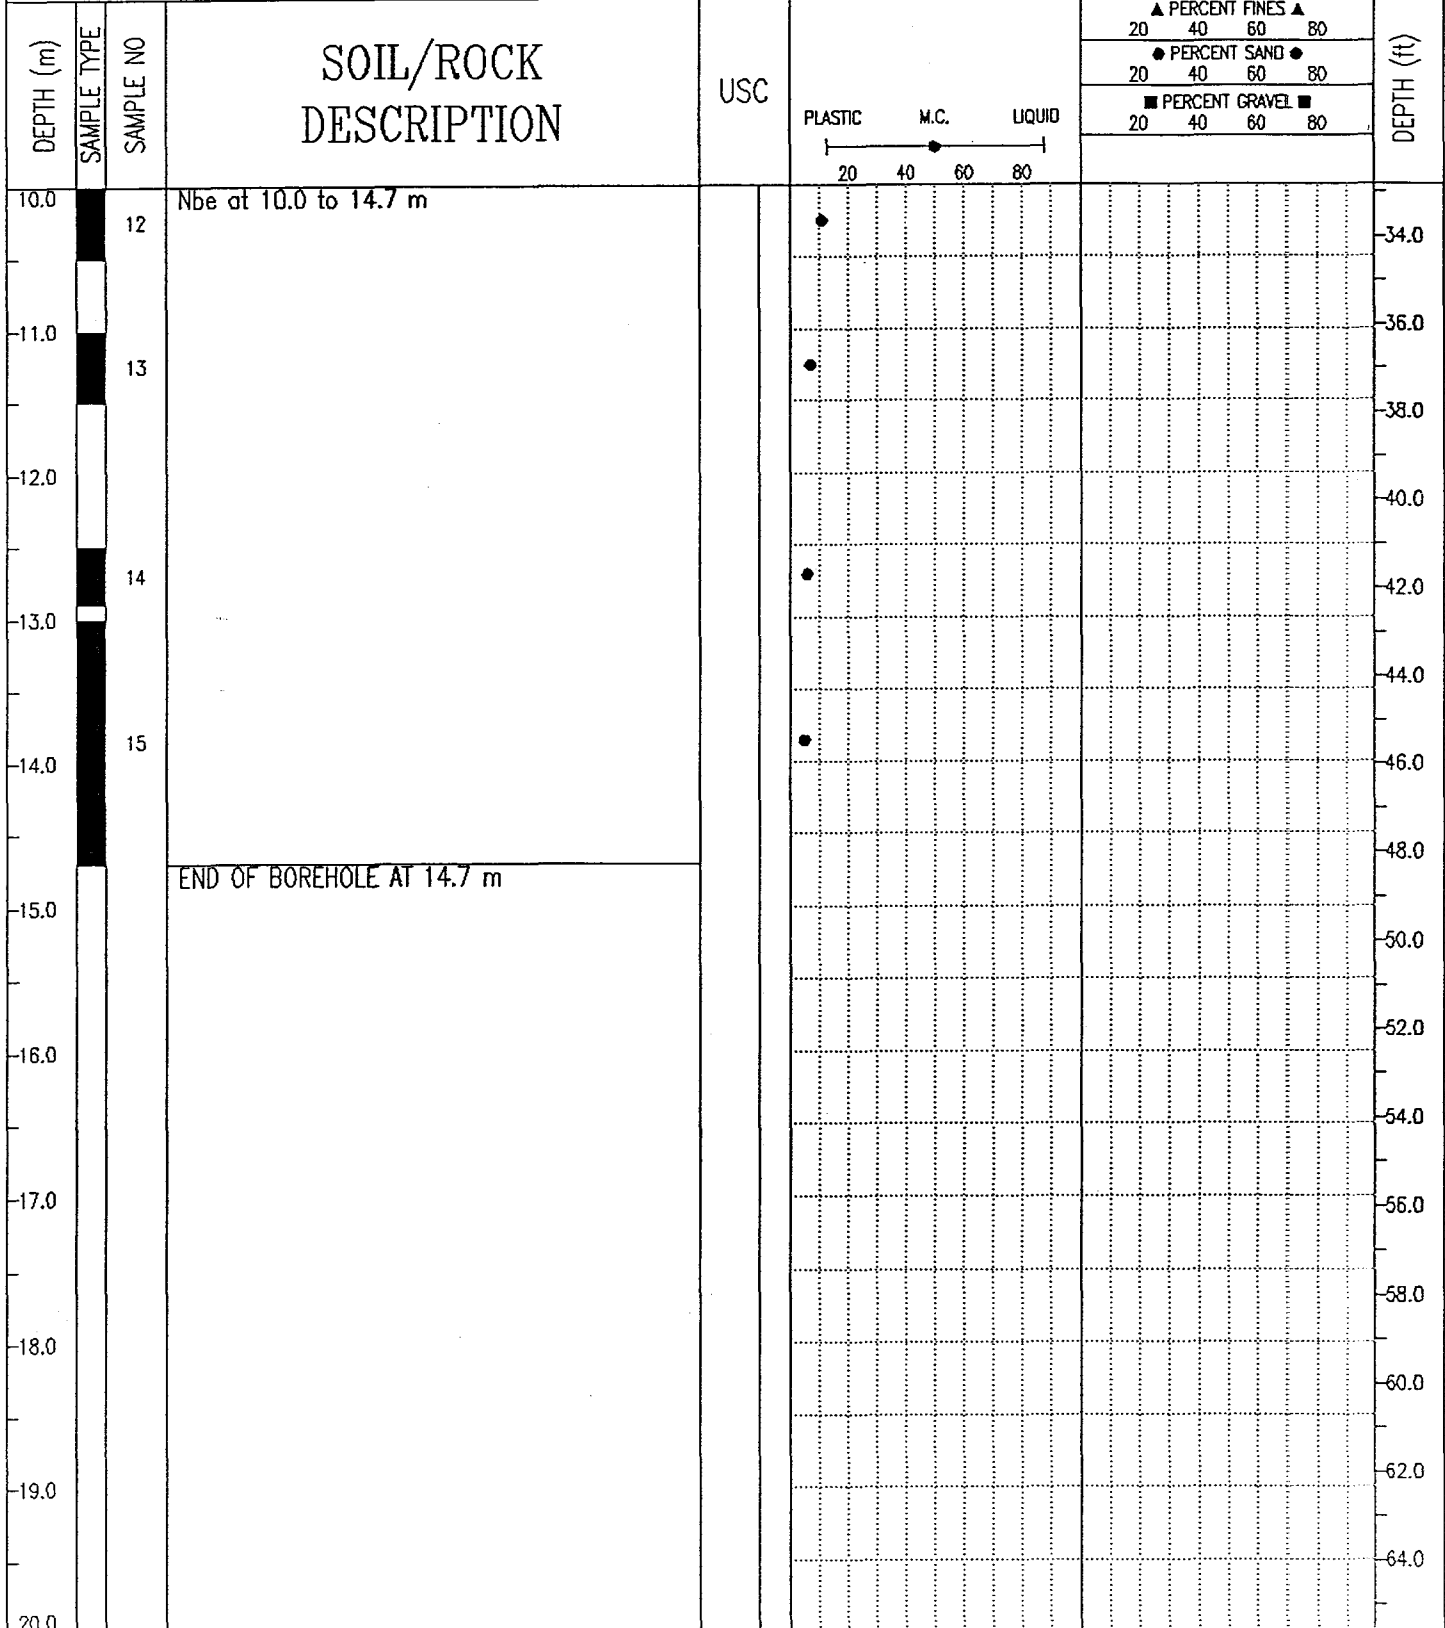 DEPTH (m)
SAMPLE TYPE
SAMPLE NO
SOIL/ROCK
DESCRIPTION
USC
PLASTIC M.C. LIQUID
20 40 60 80
▲ PERCENT FINES ▲
20 40 60 80
● PERCENT SAND ●
20 40 60 80
■ PERCENT GRAVEL ■
20 40 60 80
DEPTH (ft)
10.0
12
Nbe at 10.0 to 14.7 m
34.0
11.0
36.0
13
38.0
12.0
40.0
14
42.0
13.0
44.0
15
14.0
46.0
48.0
END OF BOREHOLE AT 14.7 m
15.0
50.0
52.0
16.0
54.0
17.0
56.0
58.0
18.0
60.0
62.0
19.0
64.0
20.0